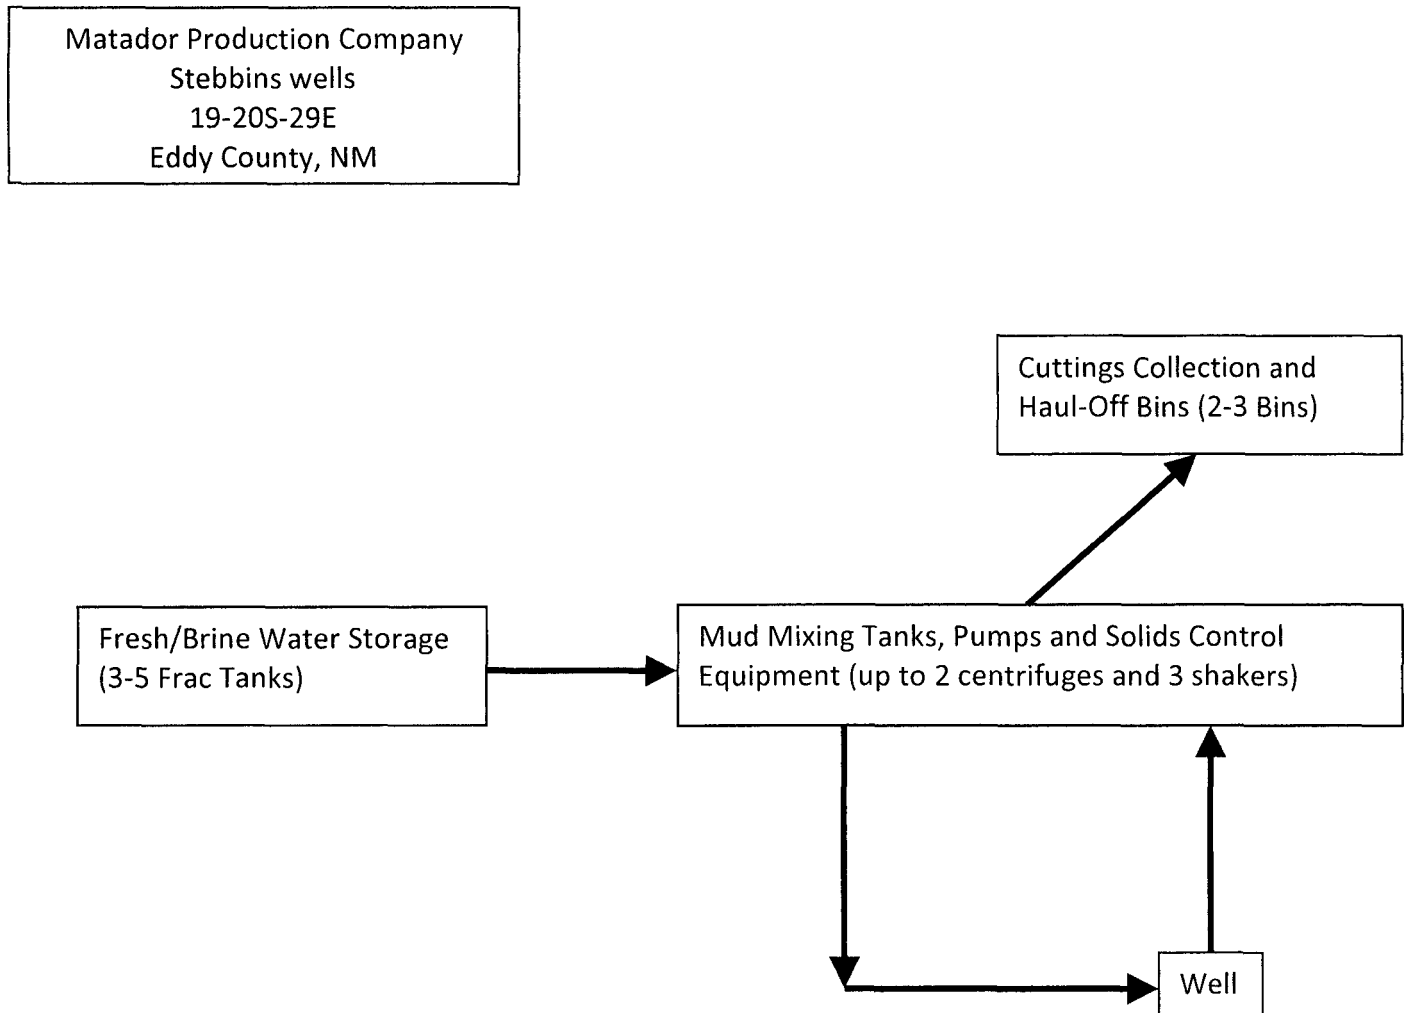 Matador Production Company
Stebbins wells
19-20S-29E
Eddy County, NM
Cuttings Collection and
Haul-Off Bins (2-3 Bins)
Fresh/Brine Water Storage
(3-5 Frac Tanks)
Mud Mixing Tanks, Pumps and Solids Control
Equipment (up to 2 centrifuges and 3 shakers)
Well